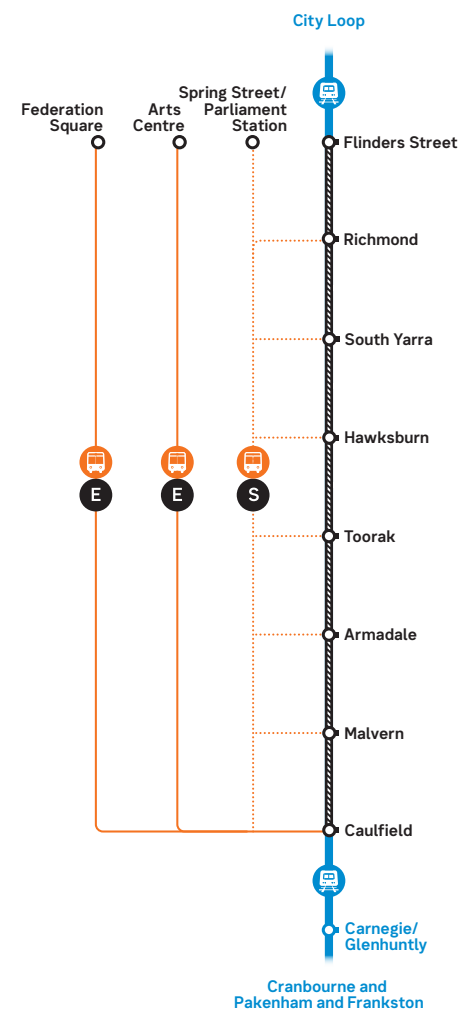 City Loop
Spring Street/
Parliament
Station
Federation
Square
Arts
Centre
Flinders Street
Richmond
South Yarra
Hawksburn
E
E
S
Toorak
Armadale
Malvern
Caulfield
Carnegie/
Glenhuntly
Cranbourne and
Pakenham and Frankston